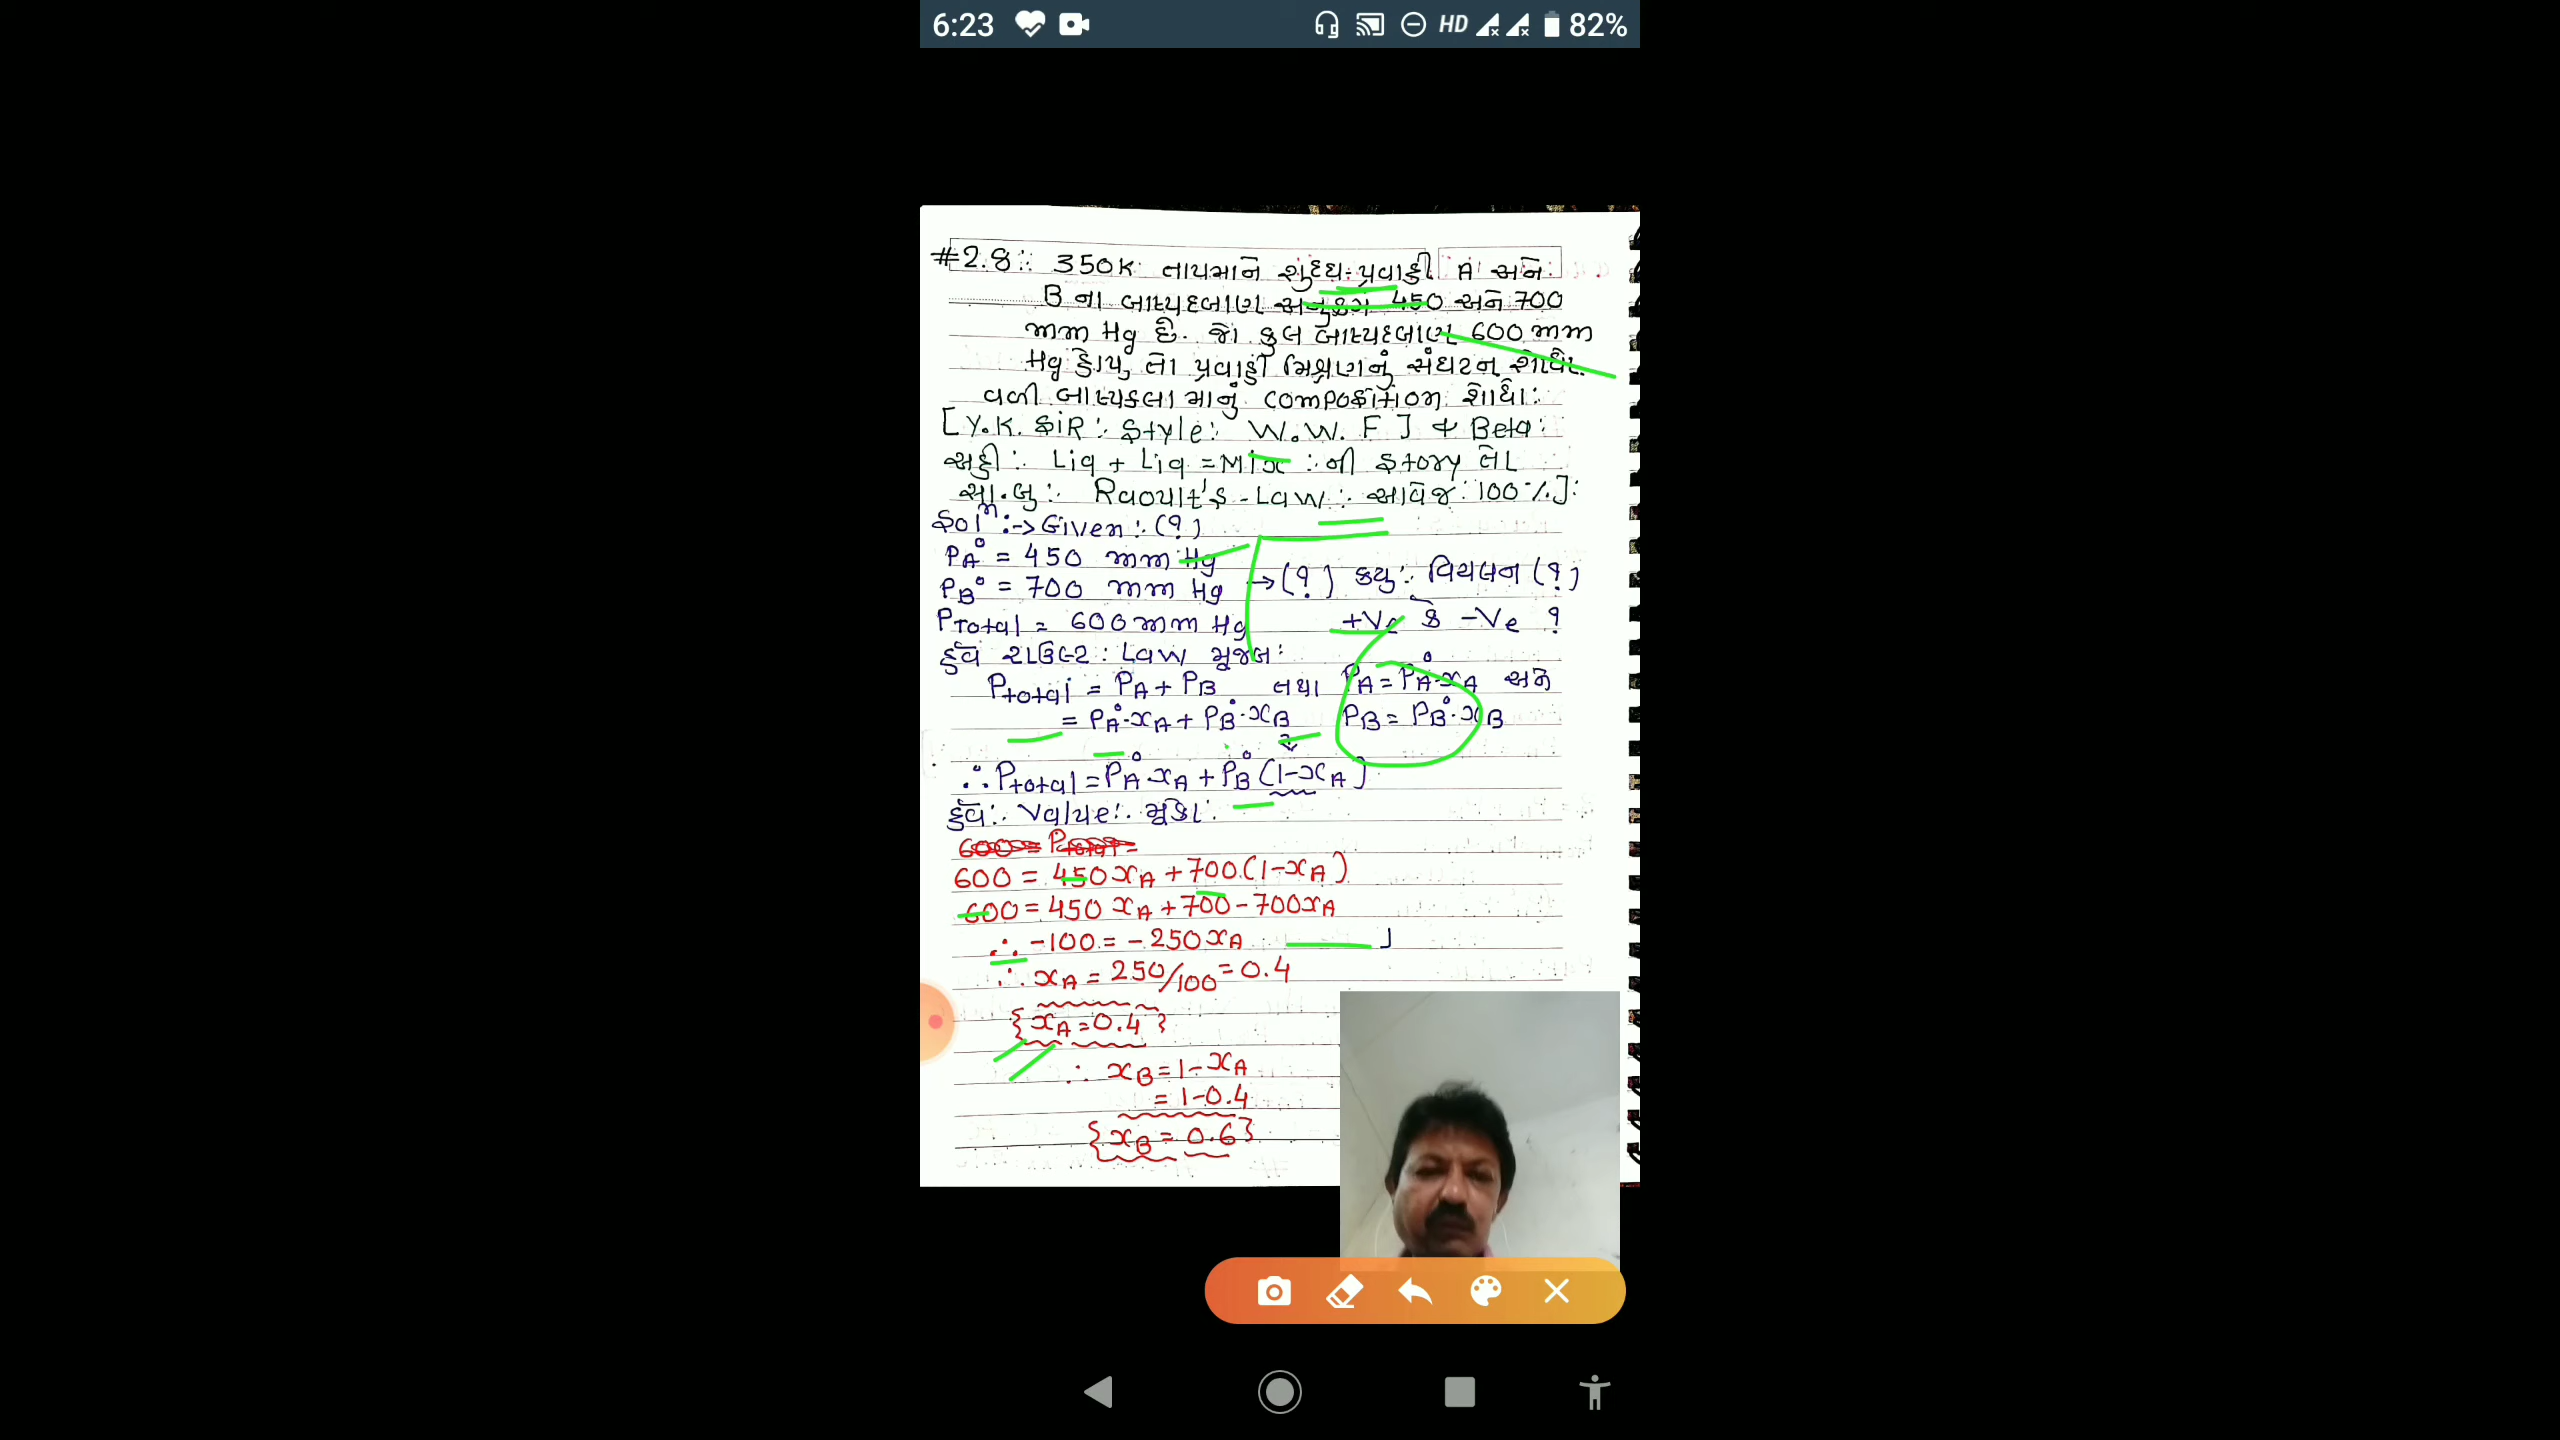 6:23 HD 82%
#2.8: 350K તાપમાને શુદ્ધ પ્રવાહી A અને
B ના બાષ્પદબાણ અનુક્રમે 450 અને 700
mm Hg છે. જો કુલ બાષ્પદબાણ 600 mm
Hg હોય, તો પ્રવાહી મિશ્રણનું સંઘટન શોધો.
વળી બાષ્પકલામાનું composition શોધો:
[Y.K. SiR: Style: W.W.F] & Beta:
અહી: Liq + Liq = Mix: ની Story
સા.બુ: Raoult's-Law: આવેજ: 100%]:
Solⁿ:→ Given: (?)
PA° = 450 mm Hg
PB° = 700 mm Hg →(?) કયુ: વિચલન (?)
PTotal = 600 mm Hg +Ve કે -Ve ?
હવે રાઉલ્ટ: Law મૂજબ:
Ptotal = PA + PB તથા PA = PA°·xA અને
= PA°·xA + PB°·xB PB = PB°·xB
∴ Ptotal = PA°·xA + PB°(1-xA)
હવે: Value: મૂકો:
600 = 450xA + 700(1-xA)
600 = 450xA + 700 - 700xA
∴ -100 = -250xA
∴ xA = 250/100 = 0.4
{xA = 0.4}
∴ xB = 1-xA
= 1-0.4
{xB = 0.6}